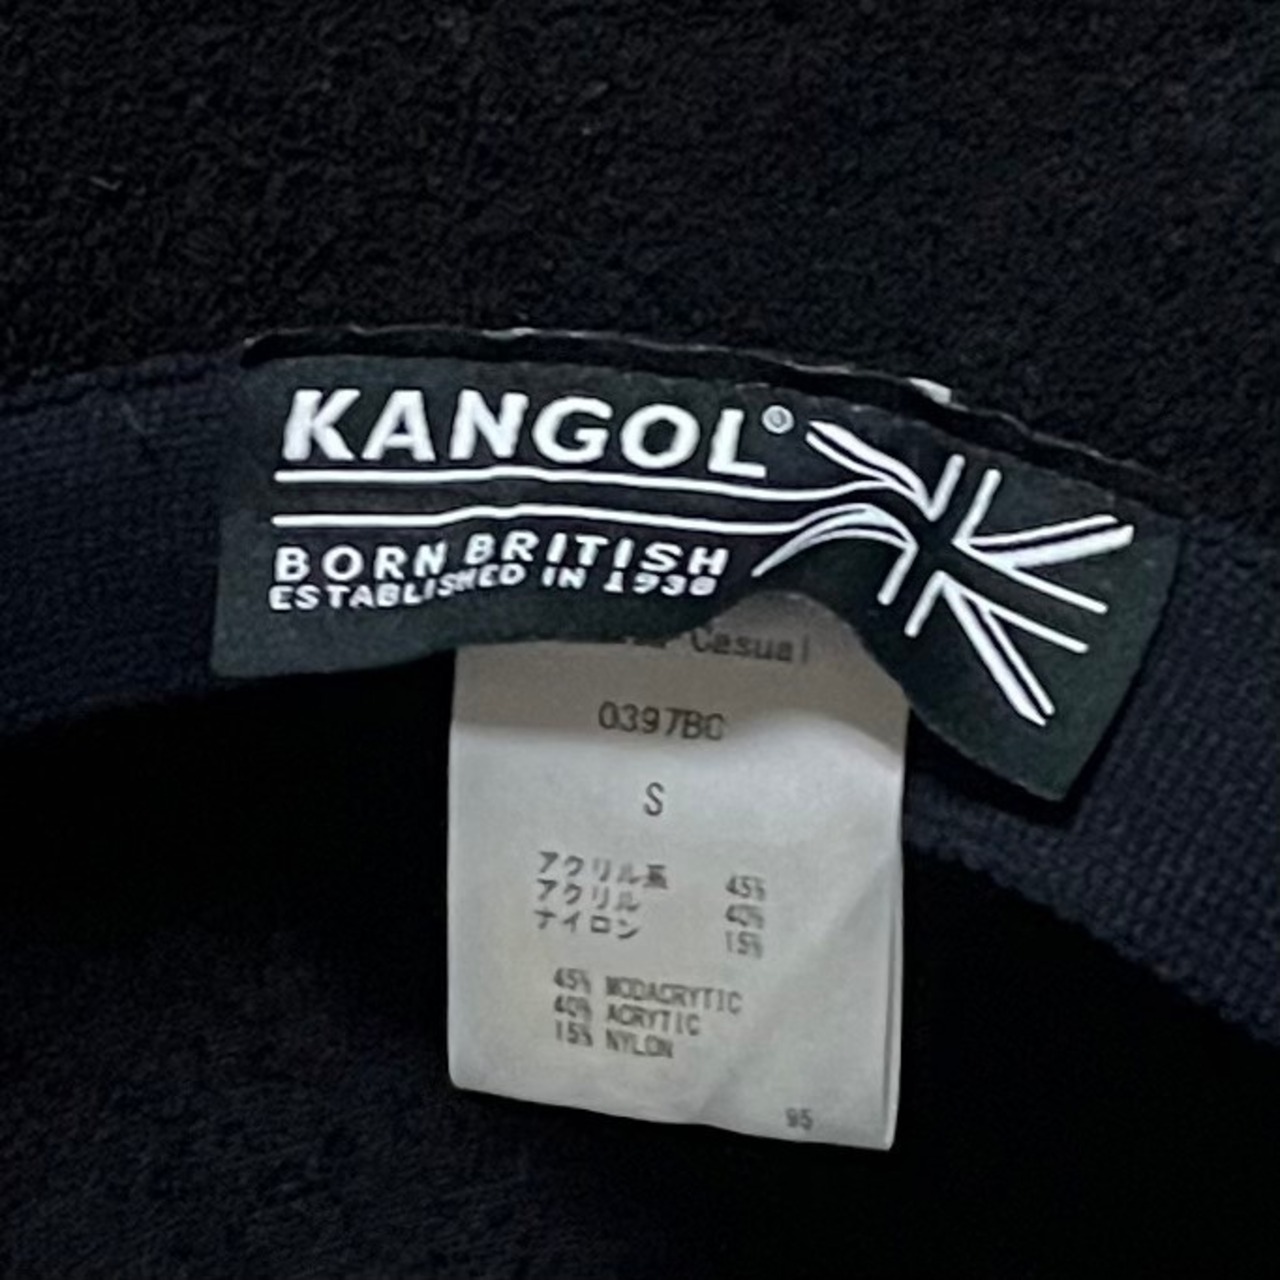 KANGOL®
BORN BRITISH
ESTABLISHED IN 1938
Casual
0397BC
S
アクリル系 45%
アクリル 40%
ナイロン 15%
45% MODACRYTIC
40% ACRYTIC
15% NYLON
95